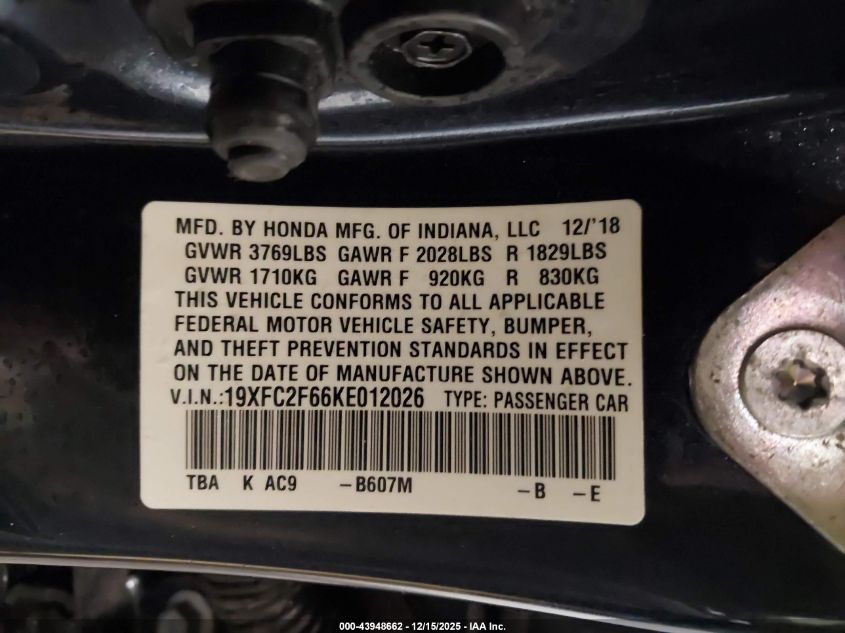 MFD. BY HONDA MFG. OF INDIANA, LLC 12/'18
GVWR 3769LBS GAWR F 2028LBS R 1829LBS
GVWR 1710KG GAWR F 920KG R 830KG
THIS VEHICLE CONFORMS TO ALL APPLICABLE
FEDERAL MOTOR VEHICLE SAFETY, BUMPER,
AND THEFT PREVENTION STANDARDS IN EFFECT
ON THE DATE OF MANUFACTURE SHOWN ABOVE.
V.I.N.:19XFC2F66KE012026 TYPE: PASSENGER CAR
TBA K AC9 -B607M -B -E
000-43948662 - 12/15/2025 - IAA Inc.